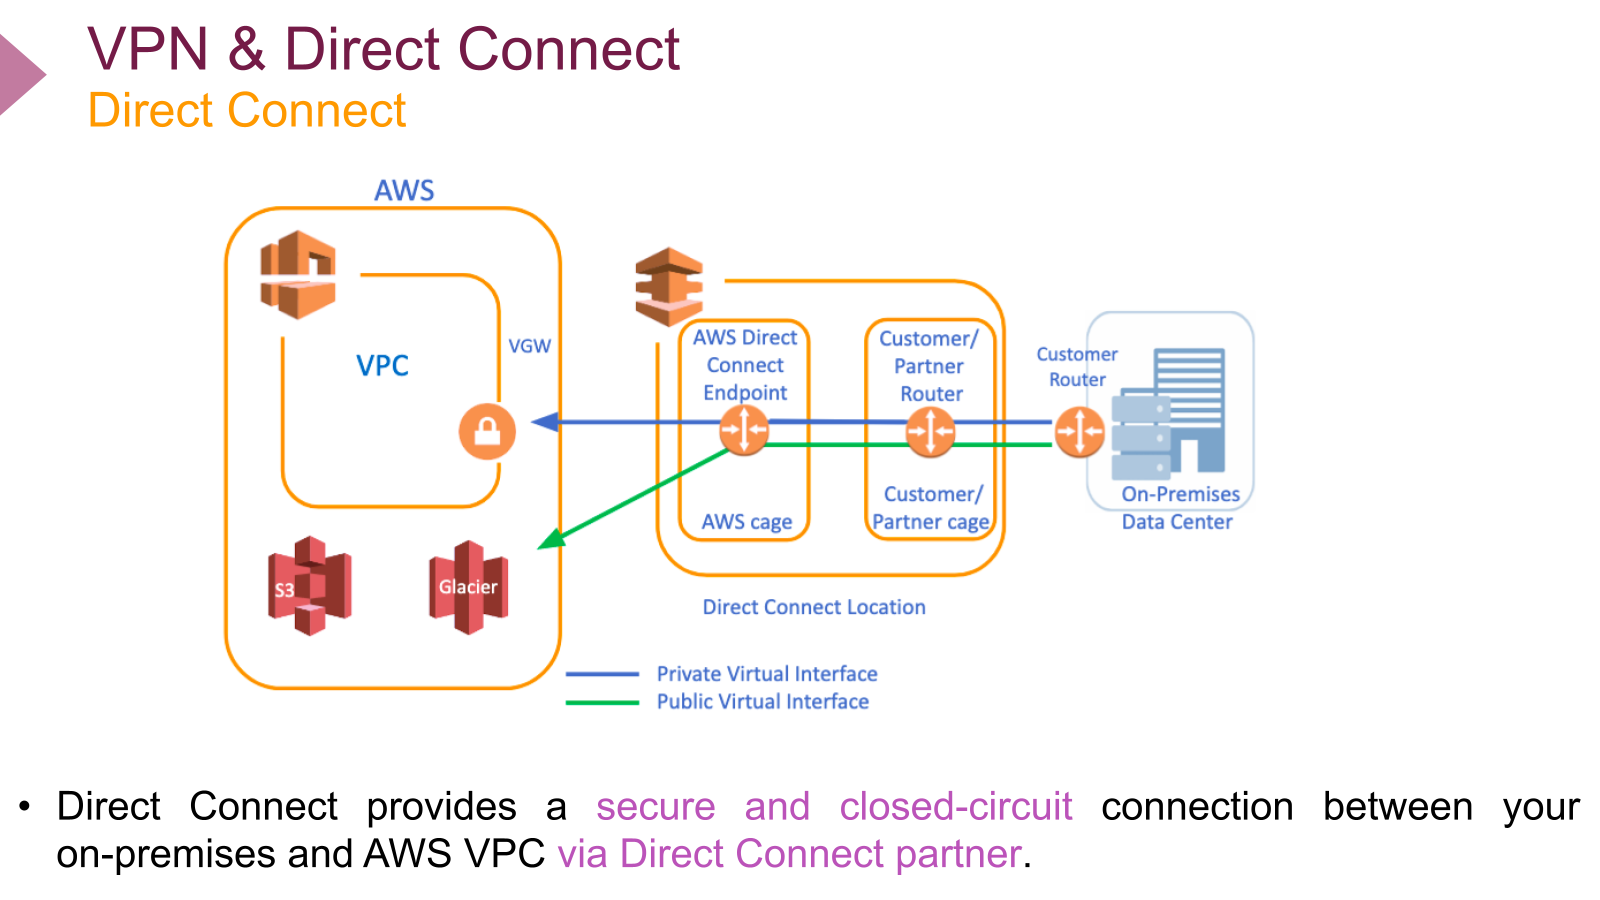 VPN & Direct Connect
Direct Connect
AWS
VPC
VGW
S3
Glacier
AWS Direct
Connect
Endpoint
AWS cage
Customer/
Partner
Router
Customer/
Partner cage
Direct Connect Location
Customer
Router
On-Premises
Data Center
Private Virtual Interface
Public Virtual Interface
• Direct Connect provides a secure and closed-circuit connection between your
on-premises and AWS VPC via Direct Connect partner.